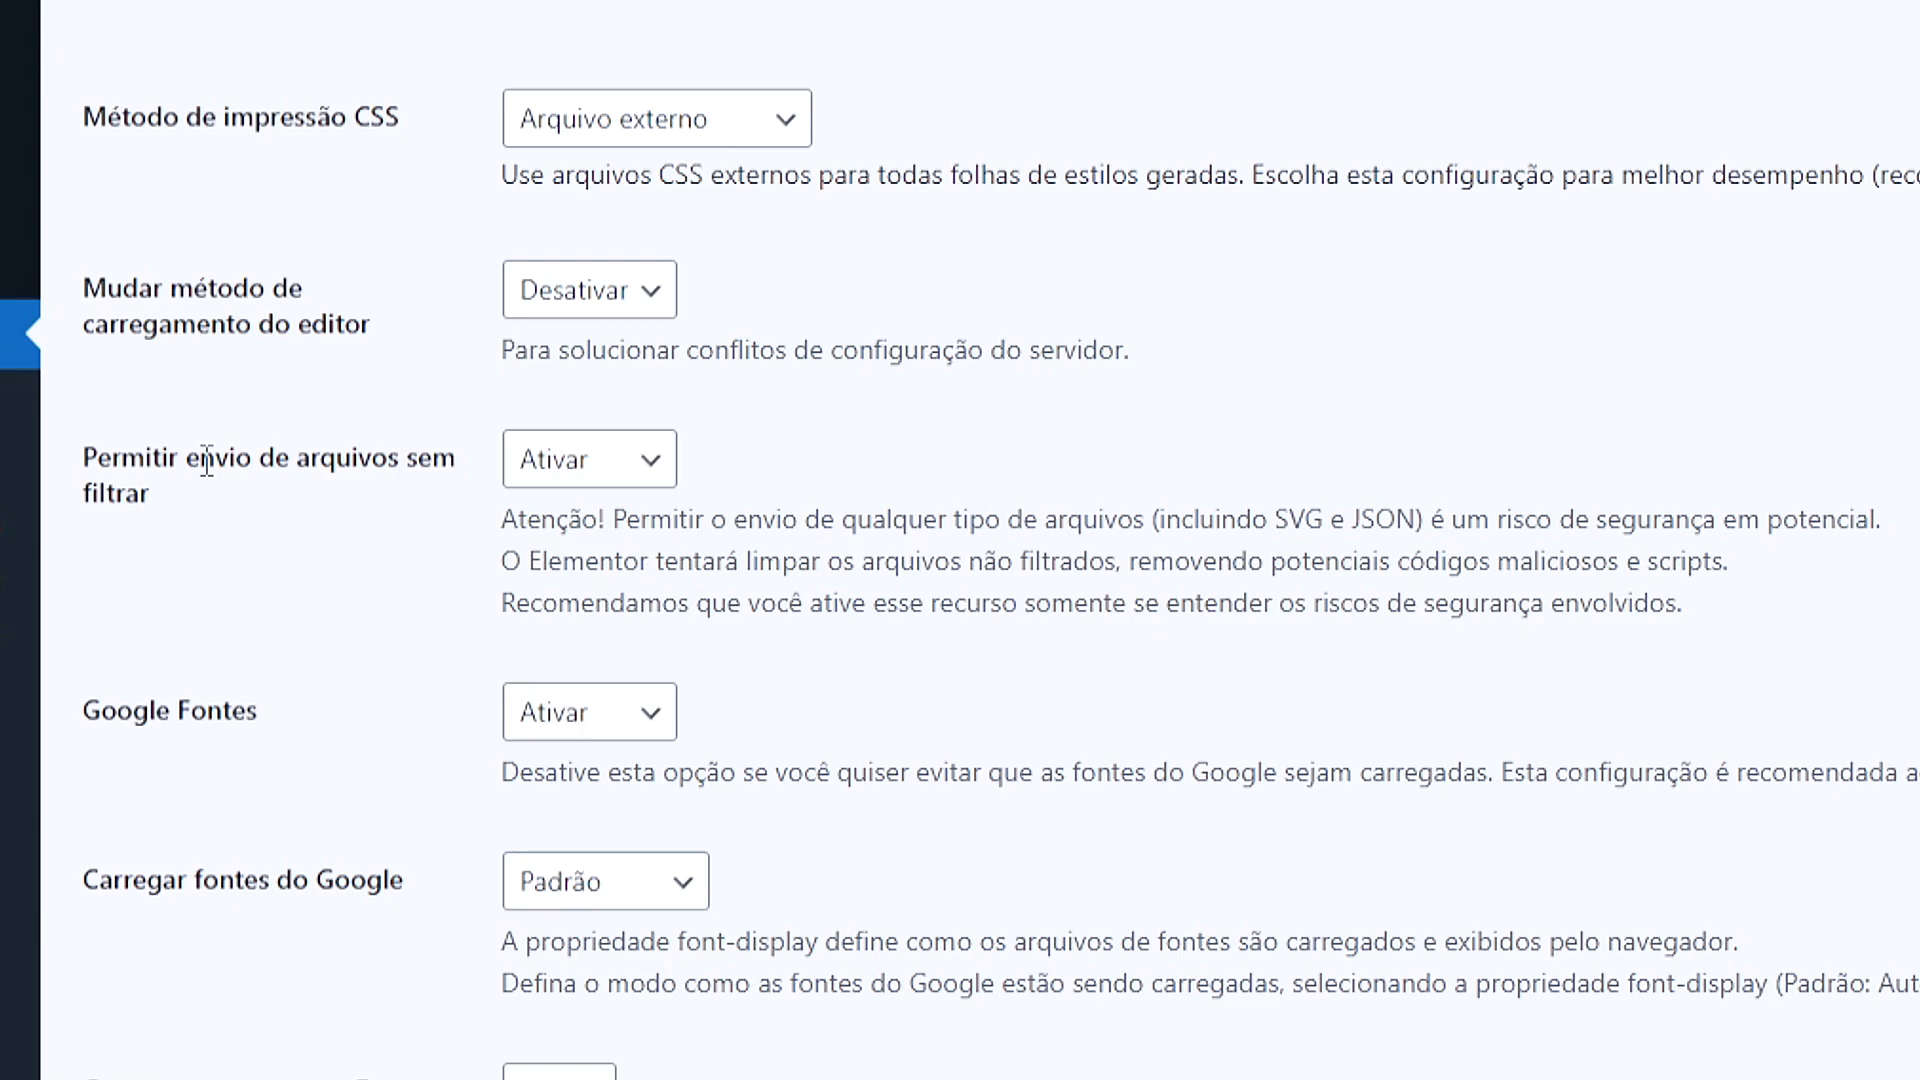 Método de impressão CSS
Arquivo externo
Use arquivos CSS externos para todas folhas de estilos geradas. Escolha esta configuração para melhor desempenho
Mudar método de
carregamento do editor
Desativar
Para solucionar conflitos de configuração do servidor.
Permitir envio de arquivos sem
filtrar
Ativar
Atenção! Permitir o envio de qualquer tipo de arquivos (incluindo SVG e JSON) é um risco de segurança em potencial.
O Elementor tentará limpar os arquivos não filtrados, removendo potenciais códigos maliciosos e scripts.
Recomendamos que você ative esse recurso somente se entender os riscos de segurança envolvidos.
Google Fontes
Ativar
Desative esta opção se você quiser evitar que as fontes do Google sejam carregadas. Esta configuração é recomendada
Carregar fontes do Google
Padrão
A propriedade font-display define como os arquivos de fontes são carregados e exibidos pelo navegador.
Defina o modo como as fontes do Google estão sendo carregadas, selecionando a propriedade font-display (Padrão: